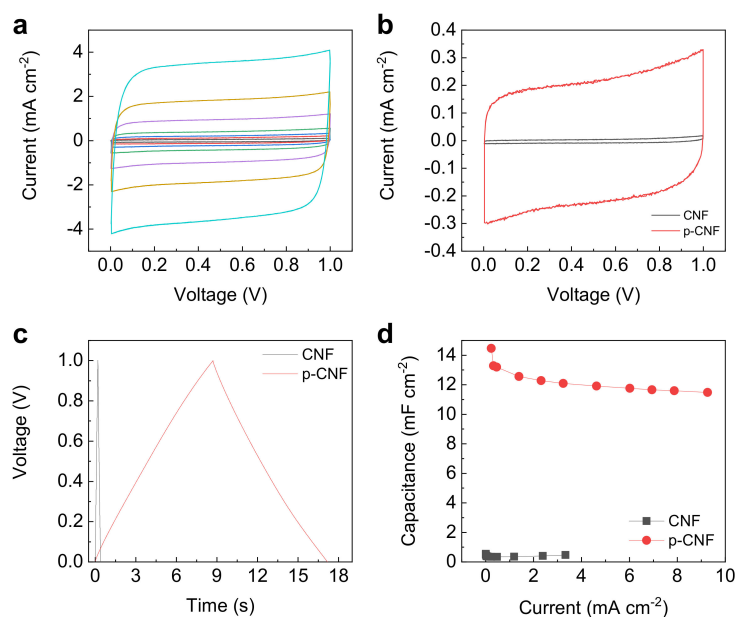 a
Current (mA cm-2)
4
2
0
-2
-4
0.0 0.2 0.4 0.6 0.8 1.0
Voltage (V)
b
Current (mA cm-2)
0.4
0.3
0.2
0.1
0.0
-0.1
-0.2
-0.3
-0.4
CNF
p-CNF
0.0 0.2 0.4 0.6 0.8 1.0
Voltage (V)
c
Voltage (V)
1.0
0.8
0.6
0.4
0.2
0.0
CNF
p-CNF
0 3 6 9 12 15 18
Time (s)
d
Capacitance (mF cm-2)
14
12
10
8
6
4
2
0
CNF
p-CNF
0 2 4 6 8 10
Current (mA cm-2)